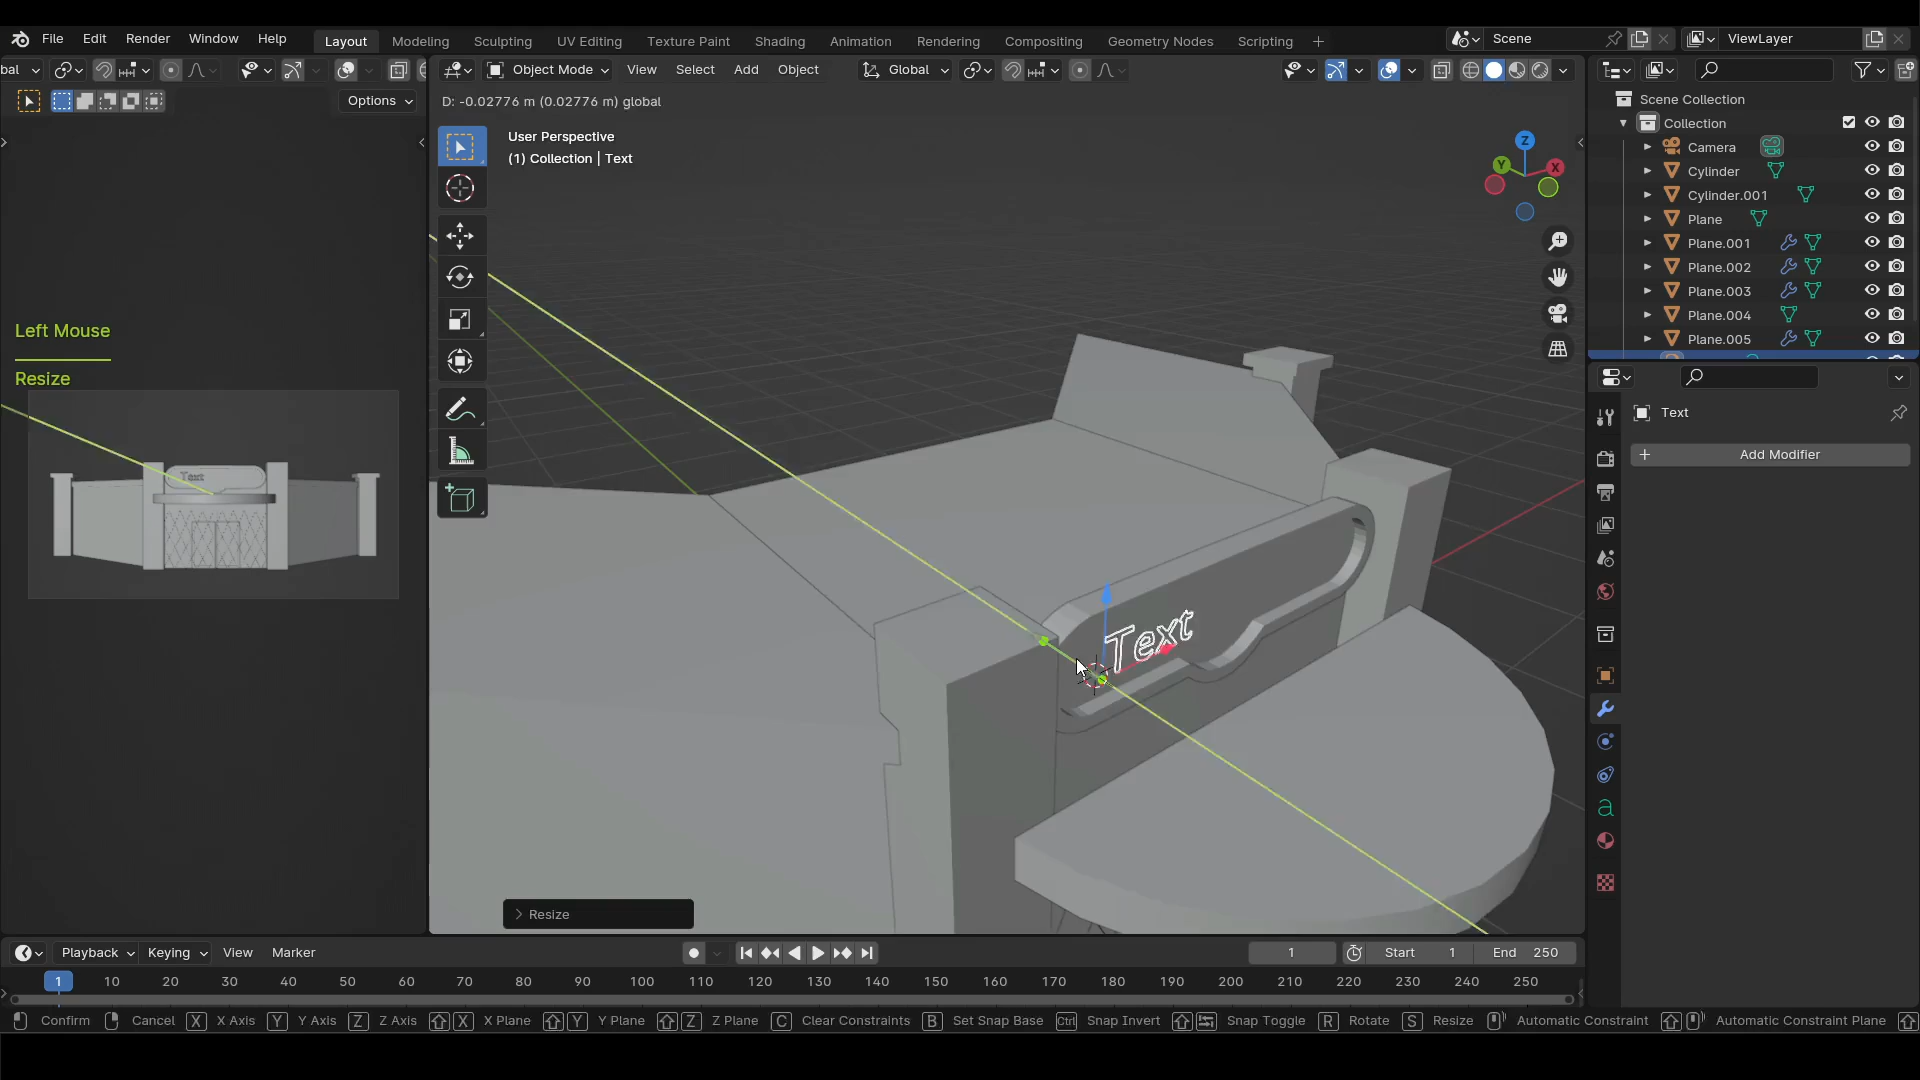 File Edit Render Window Help Layout Modeling Sculpting UV Editing Texture Paint Shading Animation Rendering Compositing Geometry Nodes Scripting + Scene ViewLayer
bal Object Mode View Select Add Object Global
Options D: -0.02776 m (0.02776 m) global
Scene Collection
Collection
Camera
Cylinder
Cylinder.001
Plane
Plane.001
Plane.002
Plane.003
Plane.004
Plane.005
User Perspective
(1) Collection | Text
Z
Y X
Left Mouse
Resize
Text
Text
Text
+ Add Modifier
Resize
Playback Keying View Marker 1 Start 1 End 250
1 10 20 30 40 50 60 70 80 90 100 110 120 130 140 150 160 170 180 190 200 210 220 230 240 250
Confirm Cancel X X Axis Y Y Axis Z Z Axis X X Plane Y Y Plane Z Z Plane C Clear Constraints B Set Snap Base Ctrl Snap Invert Snap Toggle R Rotate S Resize Automatic Constraint Automatic Constraint Plane